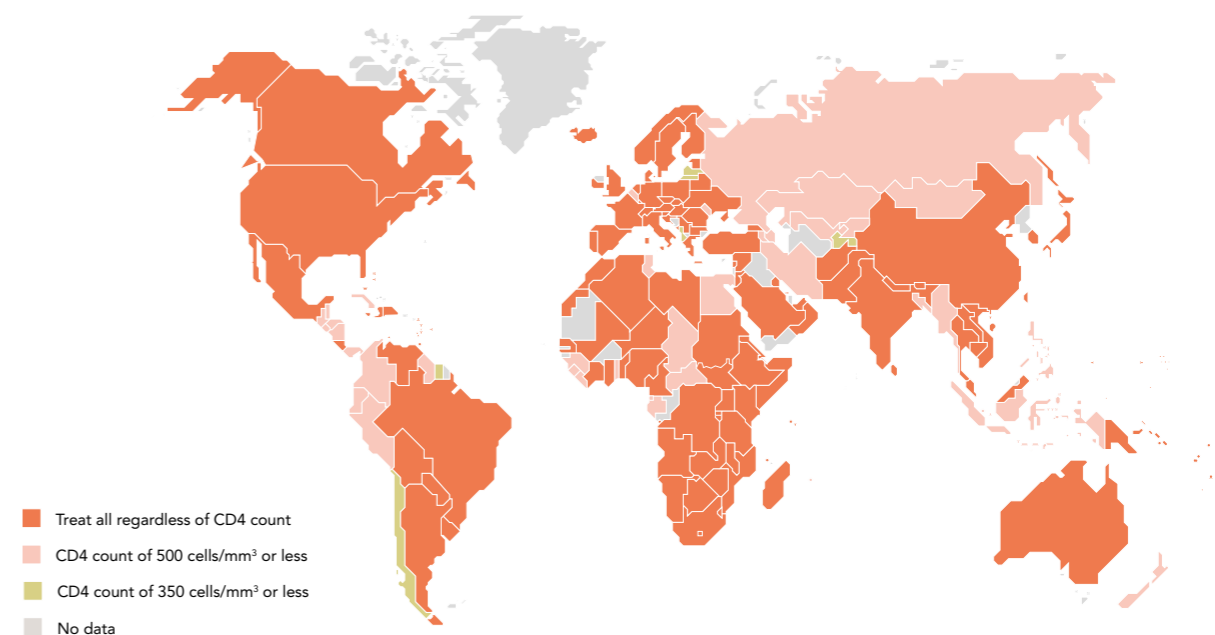 Treat all regardless of CD4 count
CD4 count of 500 cells/mm³ or less
CD4 count of 350 cells/mm³ or less
No data